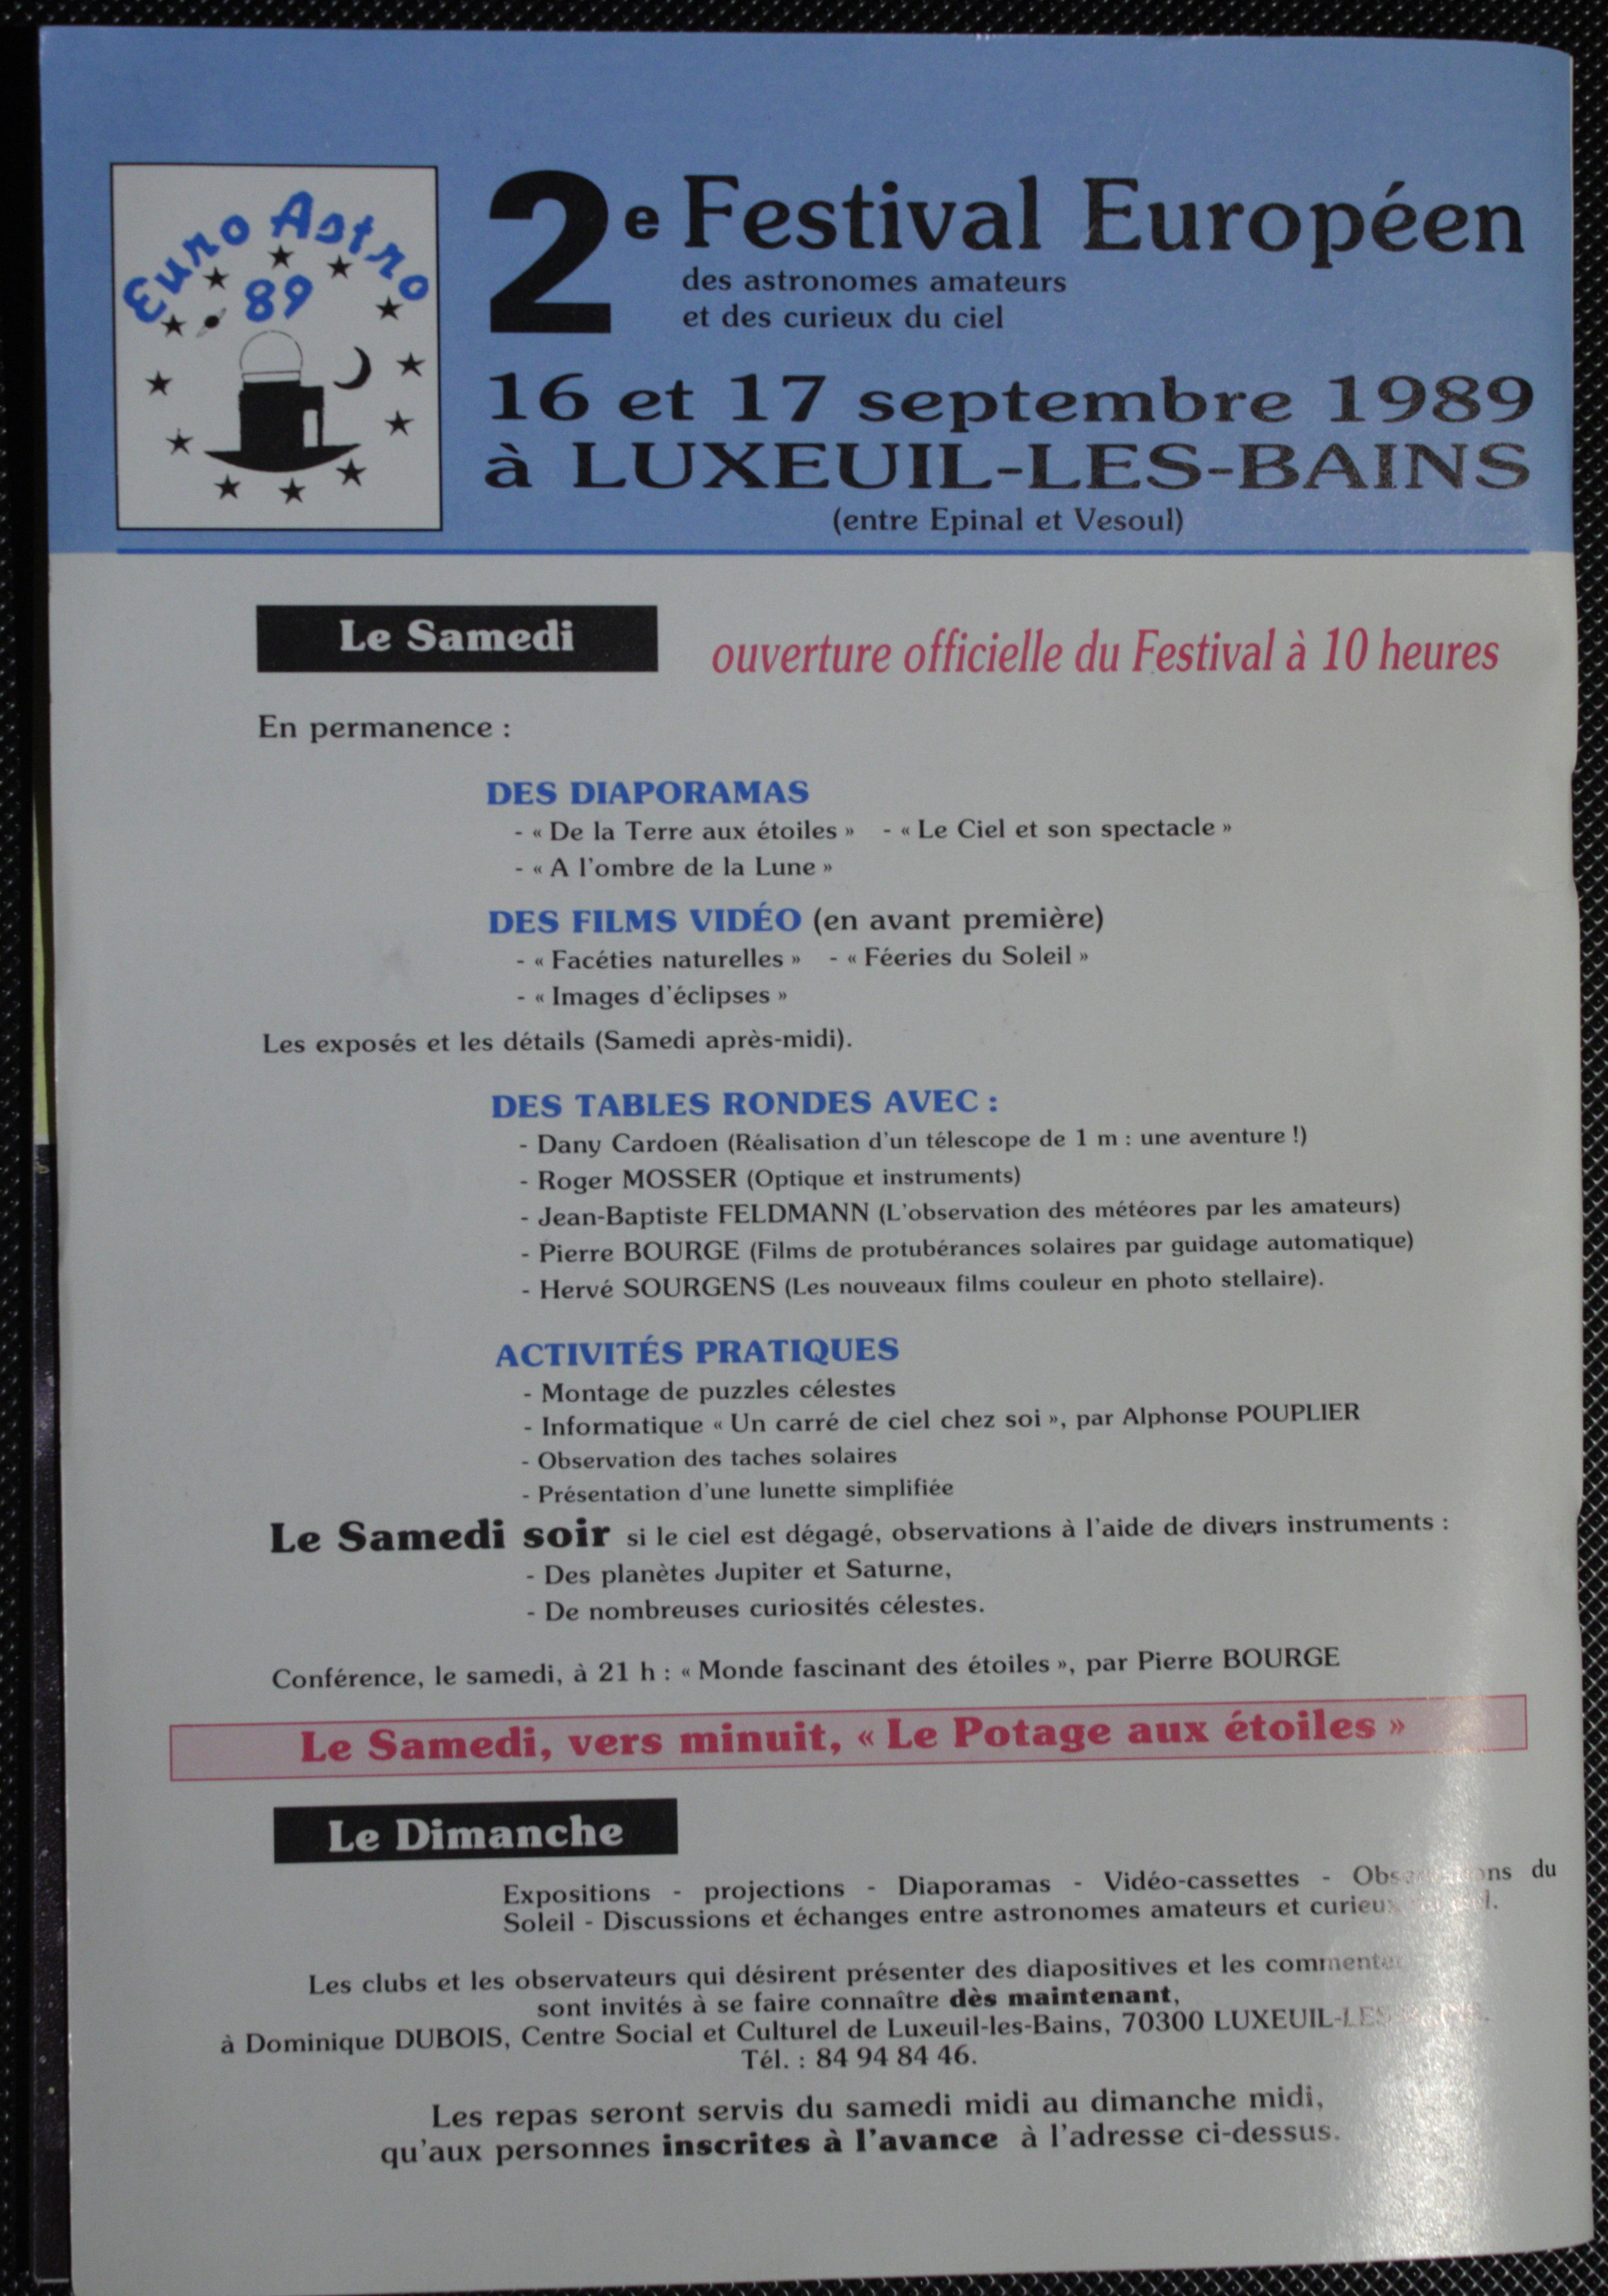 Euro Astro
89
2e Festival Européen
des astronomes amateurs
et des curieux du ciel
16 et 17 septembre 1989
à LUXEUIL-LES-BAINS
(entre Epinal et Vesoul)
Le Samedi
ouverture officielle du Festival à 10 heures
En permanence :
DES DIAPORAMAS
- « De la Terre aux étoiles » - « Le Ciel et son spectacle »
- « A l'ombre de la Lune »
DES FILMS VIDÉO (en avant première)
- « Facéties naturelles » - « Féeries du Soleil »
- « Images d'éclipses »
Les exposés et les détails (Samedi après-midi).
DES TABLES RONDES AVEC :
- Dany Cardoen (Réalisation d'un télescope de 1 m : une aventure !)
- Roger MOSSER (Optique et instruments)
- Jean-Baptiste FELDMANN (L'observation des météores par les amateurs)
- Pierre BOURGE (Films de protubérances solaires par guidage automatique)
- Hervé SOURGENS (Les nouveaux films couleur en photo stellaire).
ACTIVITÉS PRATIQUES
- Montage de puzzles célestes
- Informatique « Un carré de ciel chez soi », par Alphonse POUPLIER
- Observation des taches solaires
- Présentation d'une lunette simplifiée
Le Samedi soir si le ciel est dégagé, observations à l'aide de divers instruments :
- Des planètes Jupiter et Saturne,
- De nombreuses curiosités célestes.
Conférence, le samedi, à 21 h : « Monde fascinant des étoiles », par Pierre BOURGE
Le Samedi, vers minuit, « Le Potage aux étoiles »
Le Dimanche
Expositions - projections - Diaporamas - Vidéo-cassettes - Observations du
Soleil - Discussions et échanges entre astronomes amateurs et curieux
Les clubs et les observateurs qui désirent présenter des diapositives et les commenter
sont invités à se faire connaître dès maintenant,
à Dominique DUBOIS, Centre Social et Culturel de Luxeuil-les-Bains, 70300 LUXEUIL-LES-BAINS.
Tél. : 84 94 84 46.
Les repas seront servis du samedi midi au dimanche midi,
qu'aux personnes inscrites à l'avance à l'adresse ci-dessus.